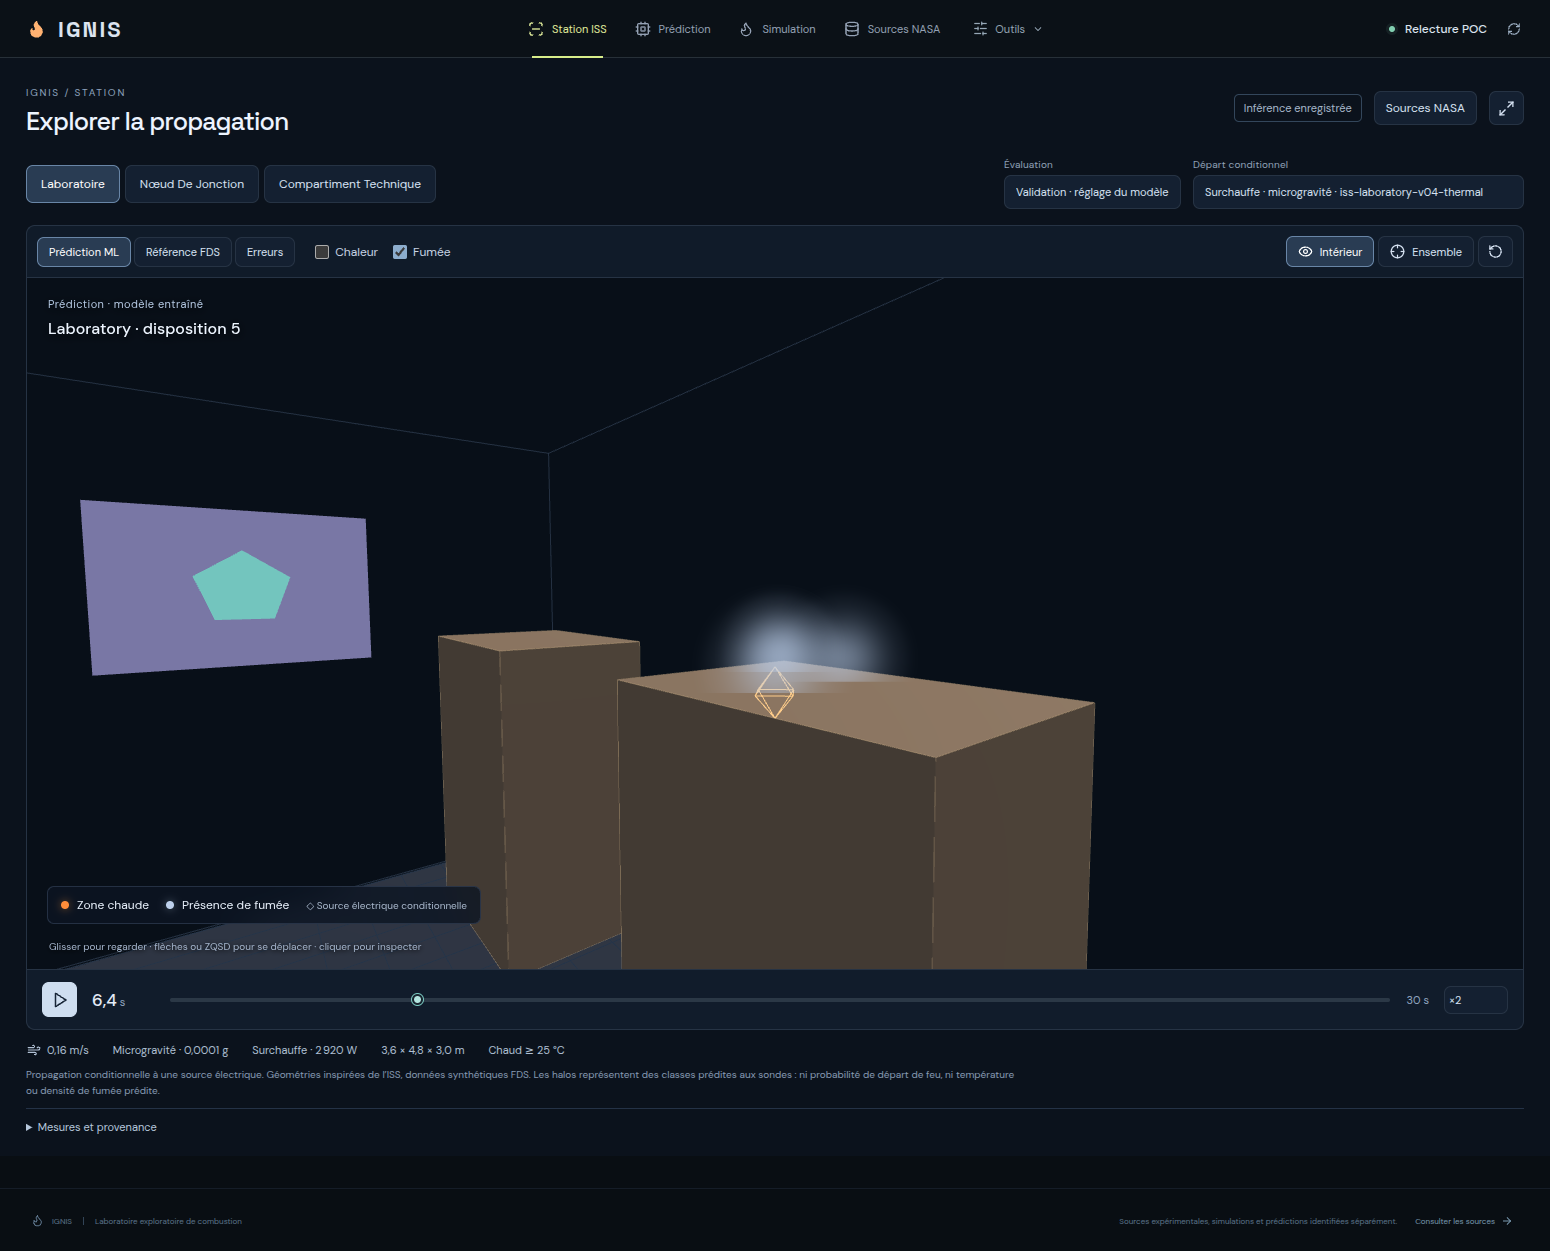 IGNIS
Station ISS
Prédiction
Simulation
Sources NASA
Outils
Relecture POC
IGNIS / STATION
Explorer la propagation
Inférence enregistrée
Sources NASA
Laboratoire
Nœud De Jonction
Compartiment Technique
Évaluation
Validation · réglage du modèle
Départ conditionnel
Surchauffe · microgravité · iss-laboratory-v04-thermal
Prédiction ML
Référence FDS
Erreurs
Chaleur
Fumée
Intérieur
Ensemble
Prédiction · modèle entraîné
Laboratory · disposition 5
Zone chaude
Présence de fumée
◇ Source électrique conditionnelle
Glisser pour regarder · flèches ou ZQSD pour se déplacer · cliquer pour inspecter
6,4 s
30 s
×2
0,16 m/s
Microgravité · 0,0001 g
Surchauffe · 2 920 W
3,6 × 4,8 × 3,0 m
Chaud ≥ 25 °C
Propagation conditionnelle à une source électrique. Géométries inspirées de l'ISS, données synthétiques FDS. Les halos représentent des classes prédites aux sondes : ni probabilité de départ de feu, ni température
ou densité de fumée prédite.
▶ Mesures et provenance
IGNIS | Laboratoire exploratoire de combustion
Sources expérimentales, simulations et prédictions identifiées séparément.
Consulter les sources